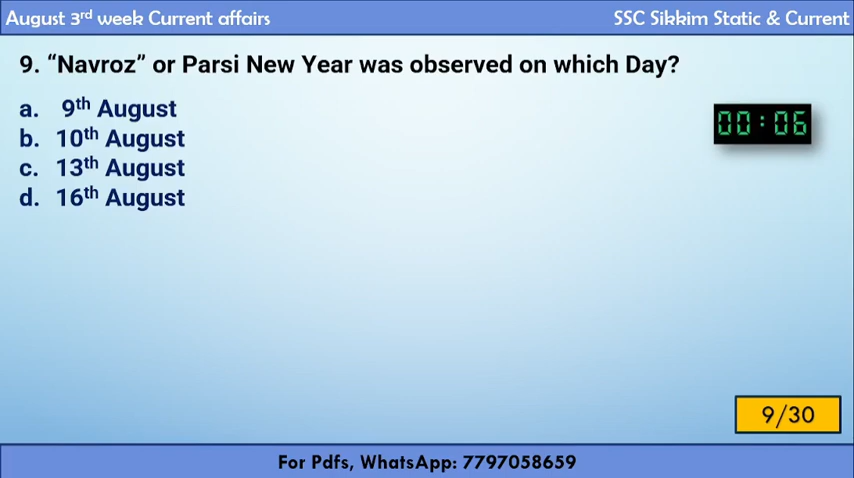 August 3rd week Current affairs
SSC Sikkim Static & Current
9. “Navroz” or Parsi New Year was observed on which Day?
a. 9th August
b. 10th August
c. 13th August
d. 16th August
00:06
9/30
For Pdfs, WhatsApp: 7797058659